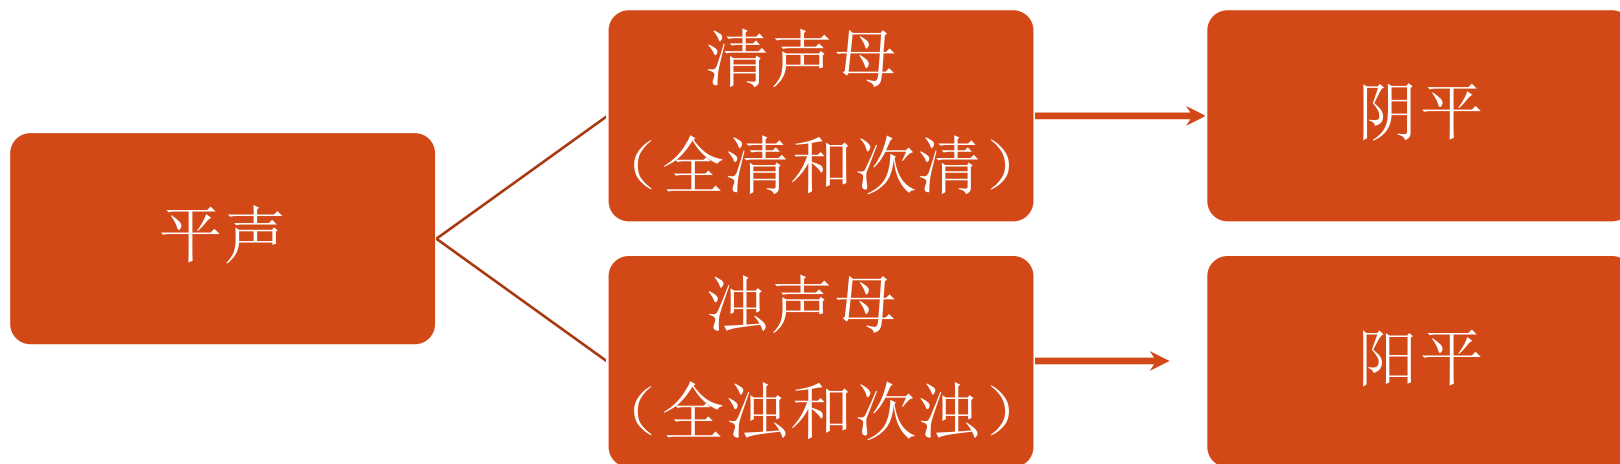 平声
清声母
（全清和次清）
阴平
浊声母
（全浊和次浊）
阳平